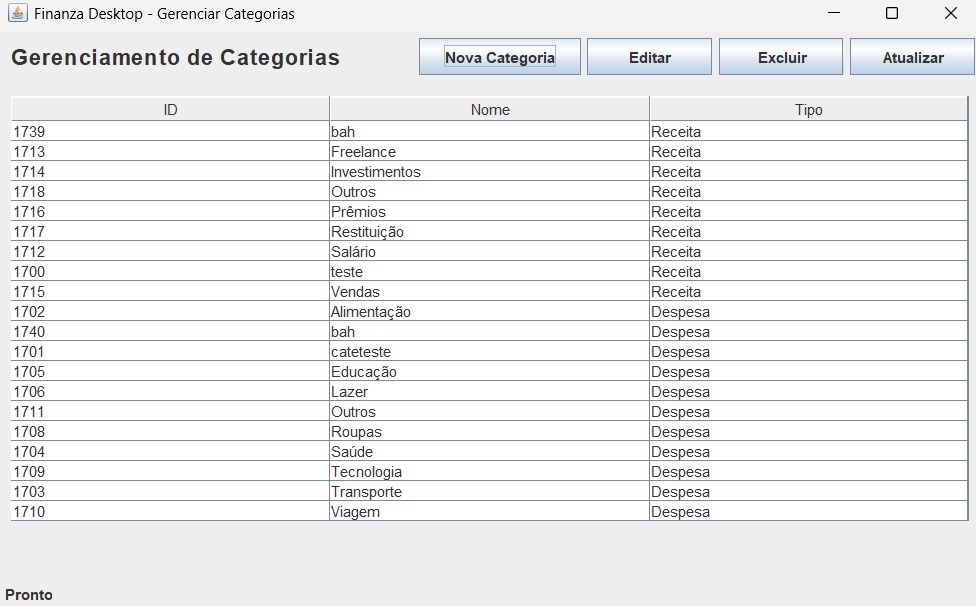 Finanza Desktop - Gerenciar Categorias
Gerenciamento de Categorias Nova Categoria Editar Excluir Atualizar
ID Nome Tipo
1739 bah Receita
1713 Freelance Receita
1714 Investimentos Receita
1718 Outros Receita
1716 Prêmios Receita
1717 Restituição Receita
1712 Salário Receita
1700 teste Receita
1715 Vendas Receita
1702 Alimentação Despesa
1740 bah Despesa
1701 cateteste Despesa
1705 Educação Despesa
1706 Lazer Despesa
1711 Outros Despesa
1708 Roupas Despesa
1704 Saúde Despesa
1709 Tecnologia Despesa
1703 Transporte Despesa
1710 Viagem Despesa
Pronto